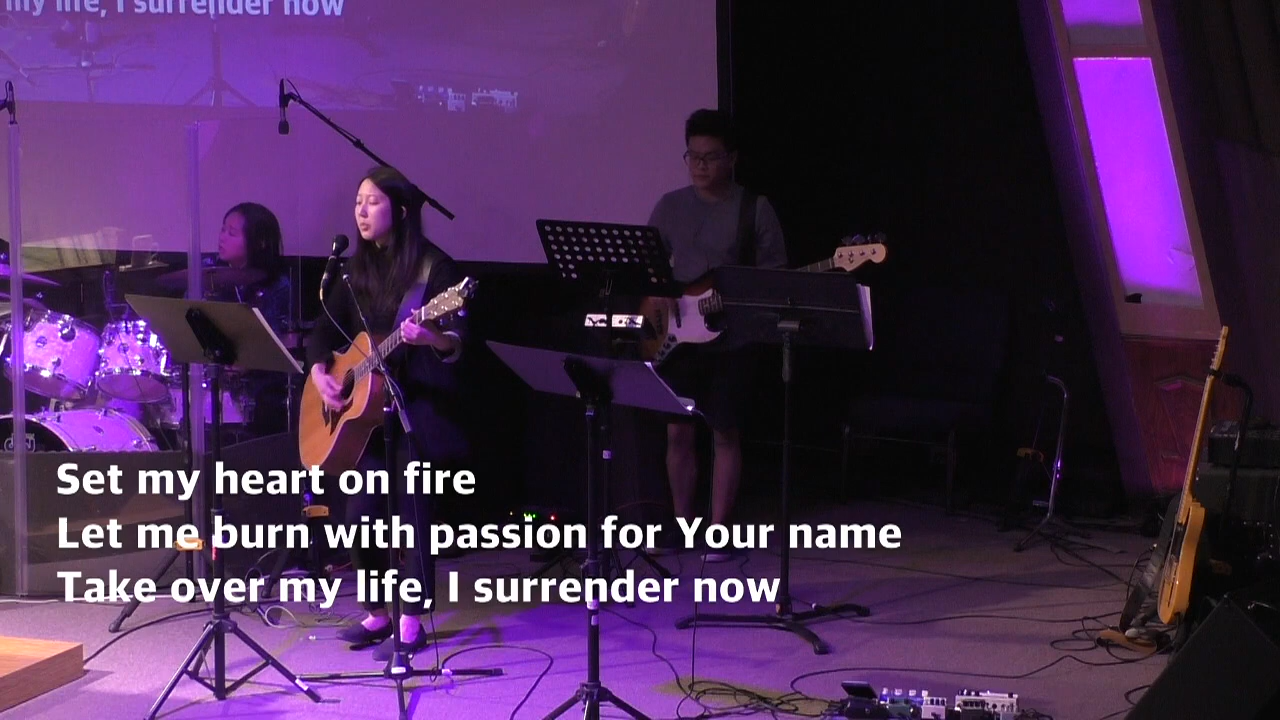 my life, I surrender now
Set my heart on fire
Let me burn with passion for Your name
Take over my life, I surrender now